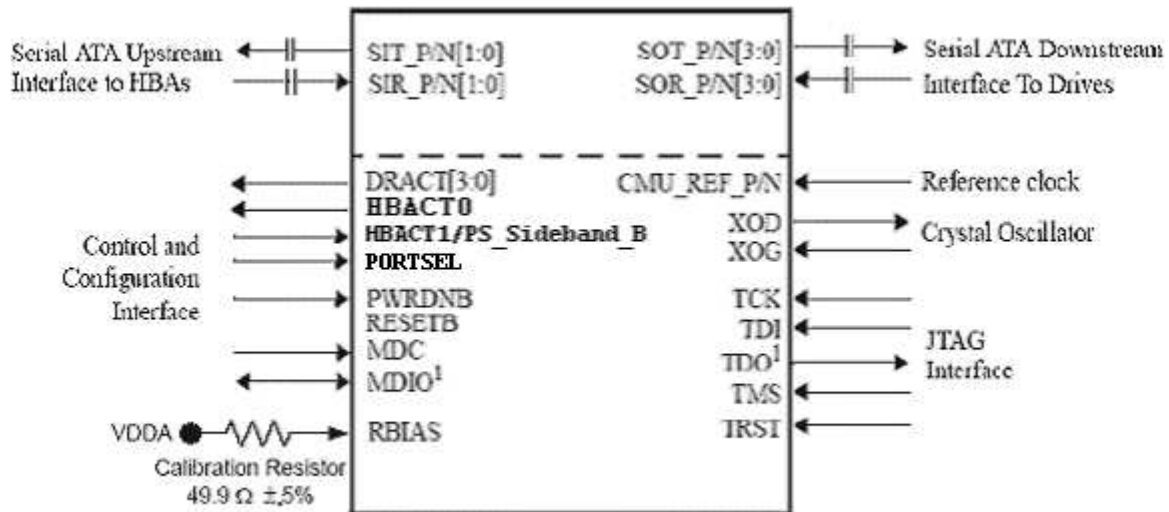 Serial ATA Upstream
Interface to HBAs
SIT_P/N[1:0]
SIR_P/N[1:0]
SOT_P/N[3:0]
SOR_P/N[3:0]
Serial ATA Downstream
Interface To Drives
DRACT[3:0]
HBACT0
HBACT1/PS_Sideband_B
PORTSEL
PWRDNB
RESETB
MDC
MDIO¹
Control and
Configuration
Interface
VDDA
RBIAS
Calibration Resistor
49.9 Ω ±.5%
CMU_REF_P/N
Reference clock
XOD
XOG
Crystal Oscillator
TCK
TDI
TDO¹
TMS
TRST
JTAG
Interface